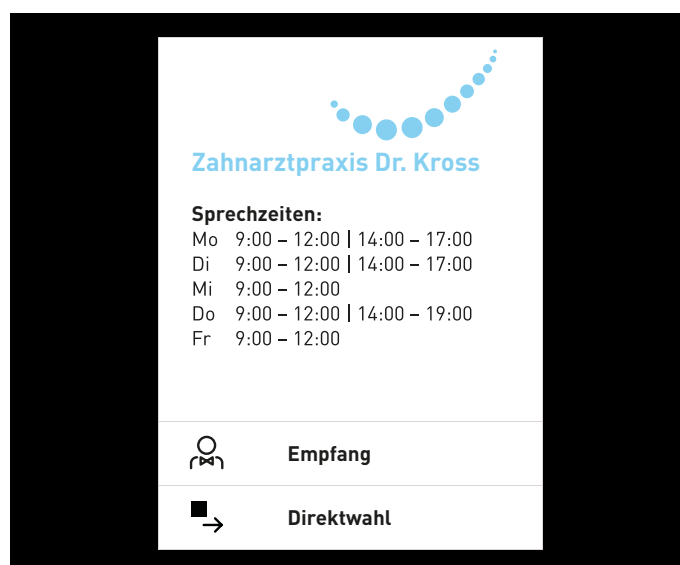 Zahnarztpraxis Dr. Kross
Sprechzeiten:
Mo 9:00 – 12:00 | 14:00 – 17:00
Di 9:00 – 12:00 | 14:00 – 17:00
Mi 9:00 – 12:00
Do 9:00 – 12:00 | 14:00 – 19:00
Fr 9:00 – 12:00
Empfang
Direktwahl